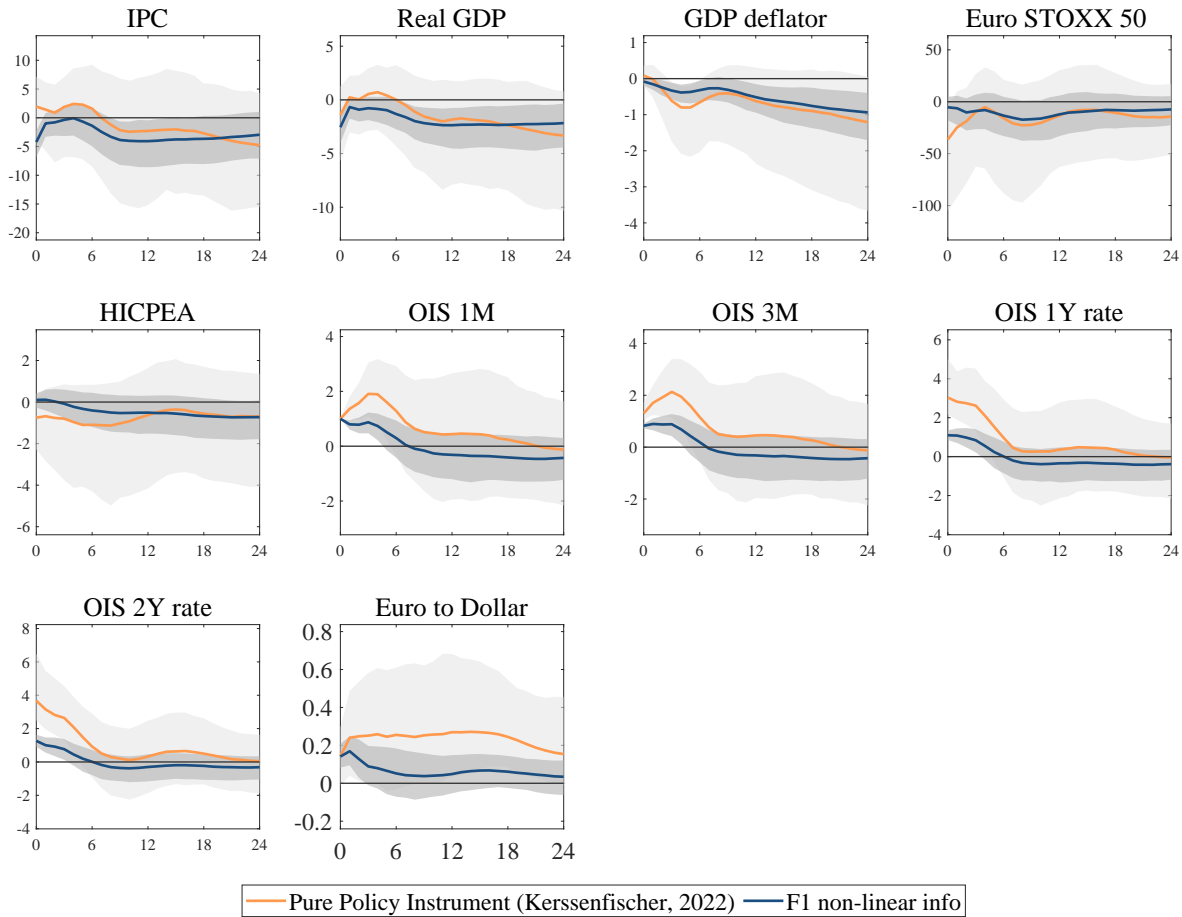 IPC
10
5
0
-5
-10
-15
-20
0 6 12 18 24
Real GDP
5
0
-5
-10
0 6 12 18 24
GDP deflator
1
0
-1
-2
-3
-4
0 6 12 18 24
Euro STOXX 50
50
0
-50
-100
0 6 12 18 24
HICPEA
2
0
-2
-4
-6
0 6 12 18 24
OIS 1M
4
2
0
-2
0 6 12 18 24
OIS 3M
4
2
0
-2
0 6 12 18 24
OIS 1Y rate
6
4
2
0
-2
-4
0 6 12 18 24
OIS 2Y rate
8
6
4
2
0
-2
-4
0 6 12 18 24
Euro to Dollar
0.8
0.6
0.4
0.2
0
-0.2
0 6 12 18 24
Pure Policy Instrument (Kerssenfischer, 2022) F1 non-linear info